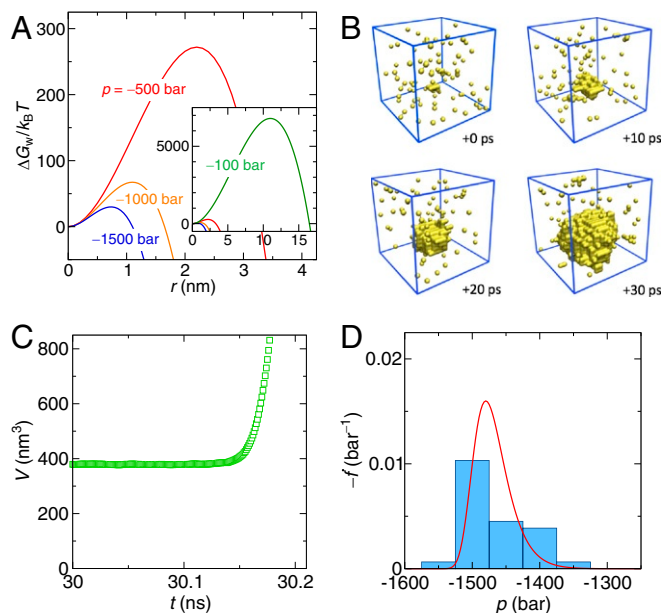 A
ΔG_w/k_BT
300
200
100
0
p = −500 bar
−1000 bar
−1500 bar
5000
0
−100 bar
0 5 10 15
0 1 2 3 4
r (nm)
B
+0 ps
+10 ps
+20 ps
+30 ps
C
V (nm³)
800
600
400
200
0
30 30.1 30.2
t (ns)
D
−f′ (bar⁻¹)
0.02
0.01
0
-1600 -1500 -1400 -1300
p (bar)